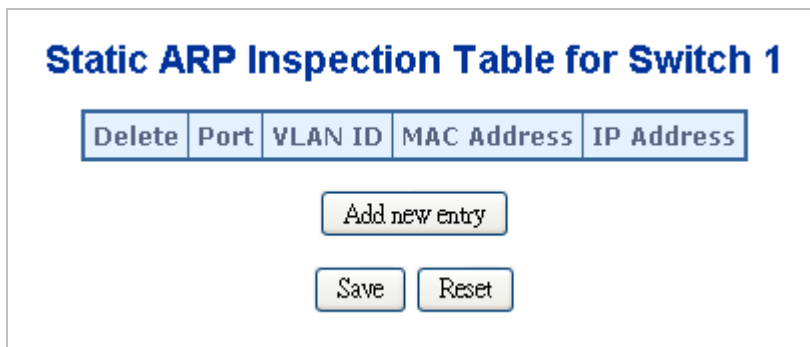 Static ARP Inspection Table for Switch 1
Delete Port VLAN ID MAC Address IP Address
Add new entry
Save Reset